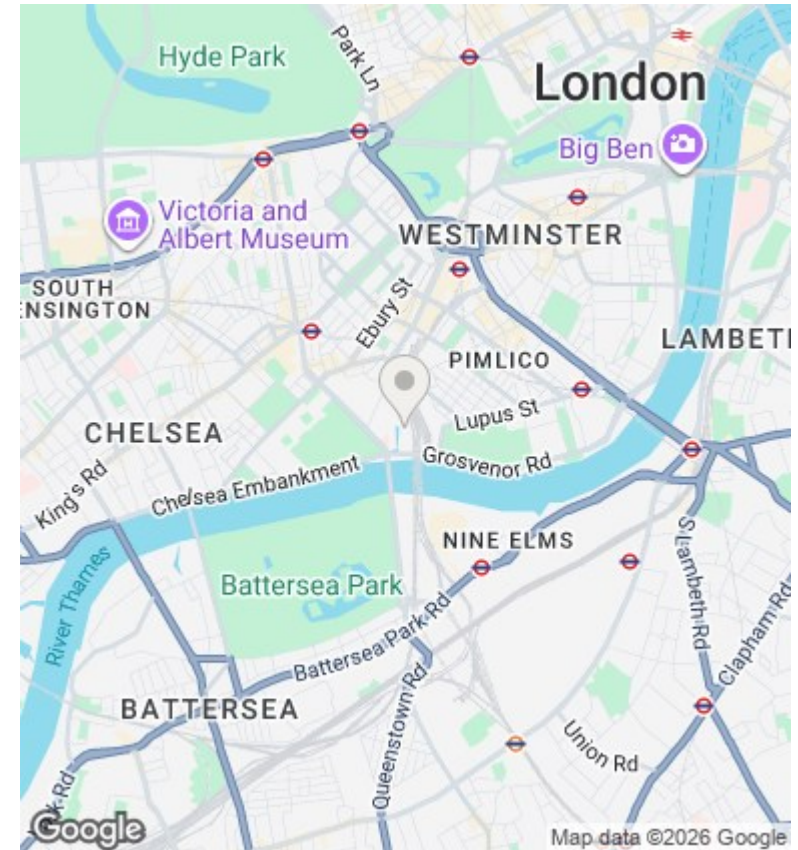 Hyde Park
Park Ln
London
Big Ben
Victoria and
Albert Museum
WESTMINSTER
SOUTH
ENSINGTON
Ebury St
LAMBETH
PIMLICO
Lupus St
CHELSEA
Grosvenor Rd
King's Rd
Chelsea Embankment
NINE ELMS
S Lambeth Rd
Battersea Park
River Thames
Battersea Park Rd
Clapham Rd
BATTERSEA
Queenstown Rd
Union Rd
rk Rd
Google
Map data ©2026 Google